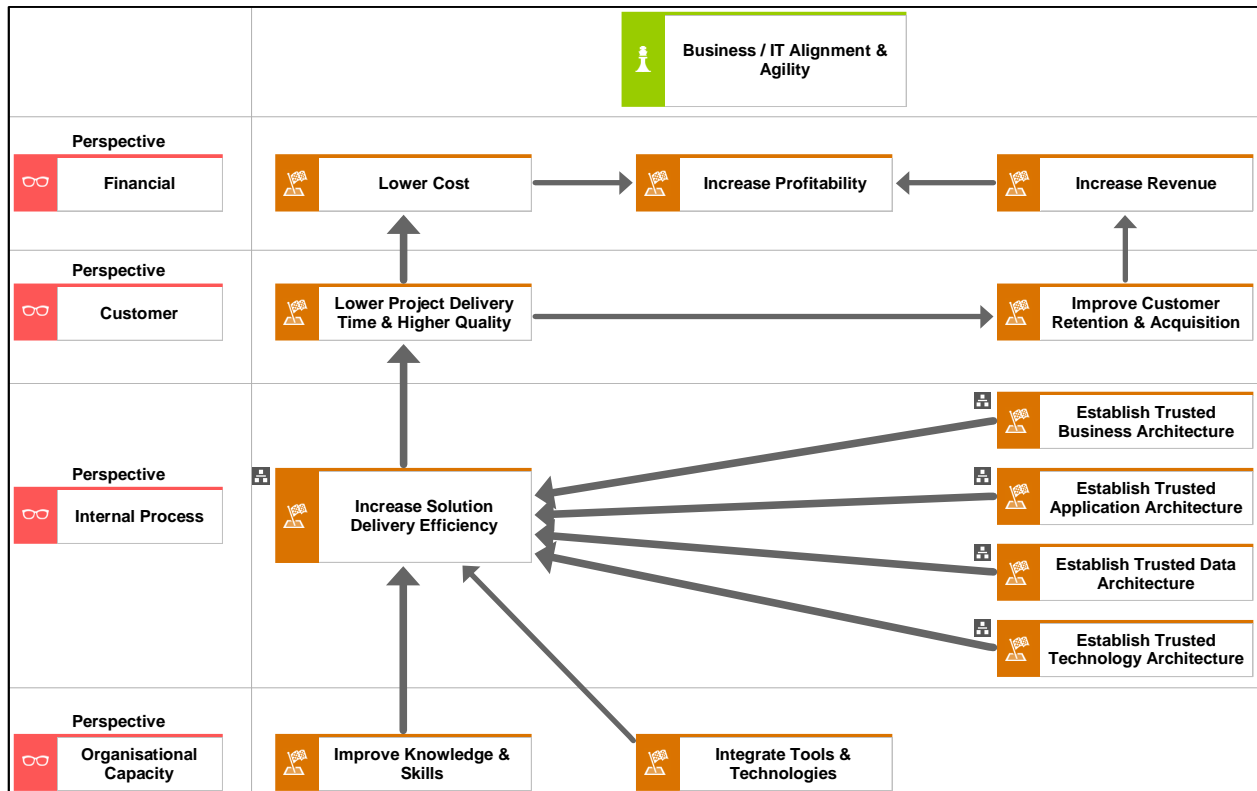 Business / IT Alignment &
Agility
Perspective
Financial
Lower Cost
Increase Profitability
Increase Revenue
Perspective
Customer
Lower Project Delivery
Time & Higher Quality
Improve Customer
Retention & Acquisition
Perspective
Internal Process
Increase Solution
Delivery Efficiency
Establish Trusted
Business Architecture
Establish Trusted
Application Architecture
Establish Trusted Data
Architecture
Establish Trusted
Technology Architecture
Perspective
Organisational
Capacity
Improve Knowledge &
Skills
Integrate Tools &
Technologies